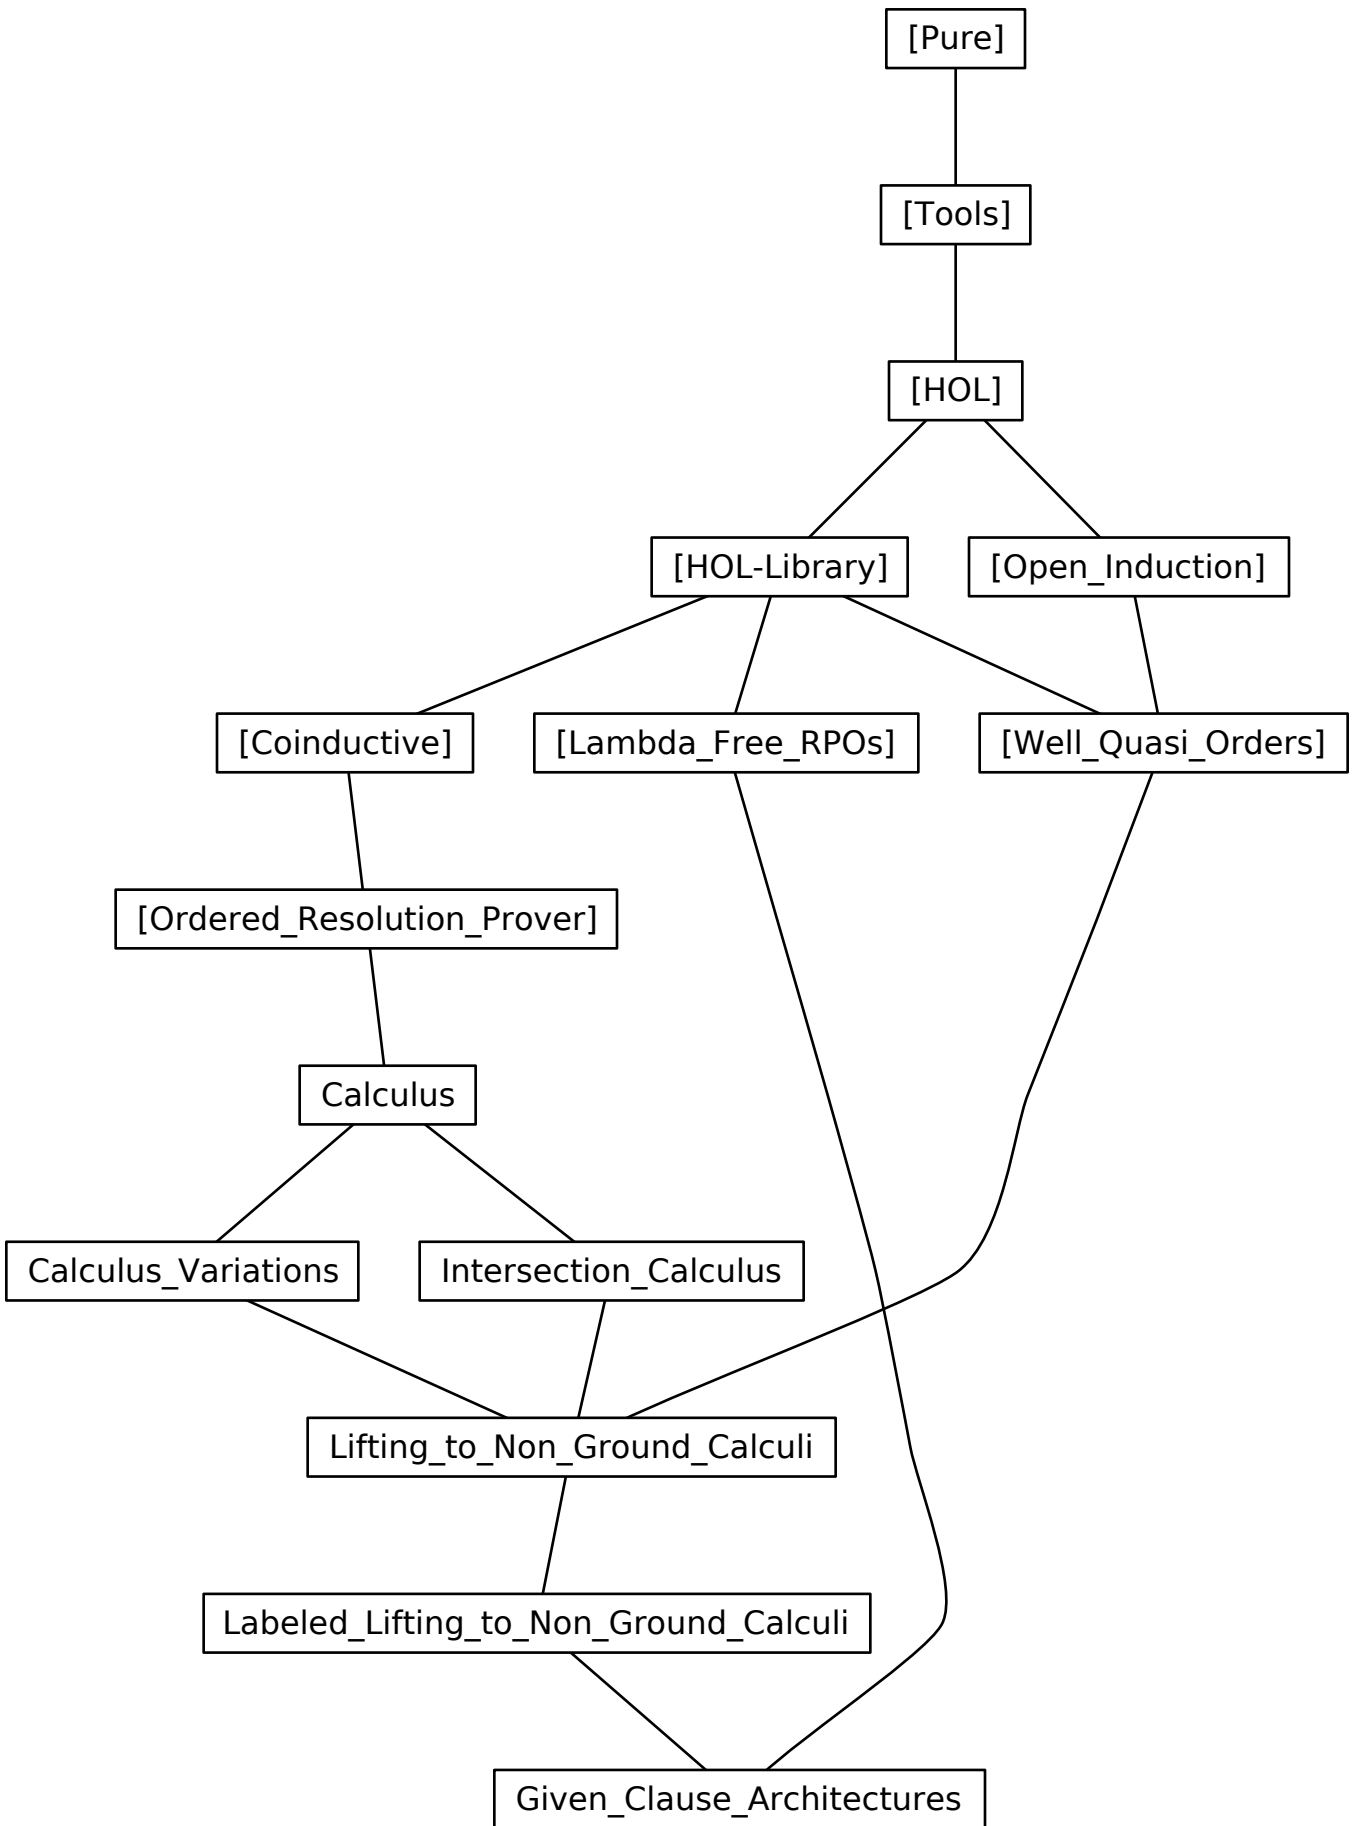 [Pure]
[Tools]
[HOL]
[HOL-Library]
[Open_Induction]
[Coinductive]
[Lambda_Free_RPOs]
[Well_Quasi_Orders]
[Ordered_Resolution_Prover]
Calculus
Calculus_Variations
Intersection_Calculus
Lifting_to_Non_Ground_Calculi
Labeled_Lifting_to_Non_Ground_Calculi
Given_Clause_Architectures